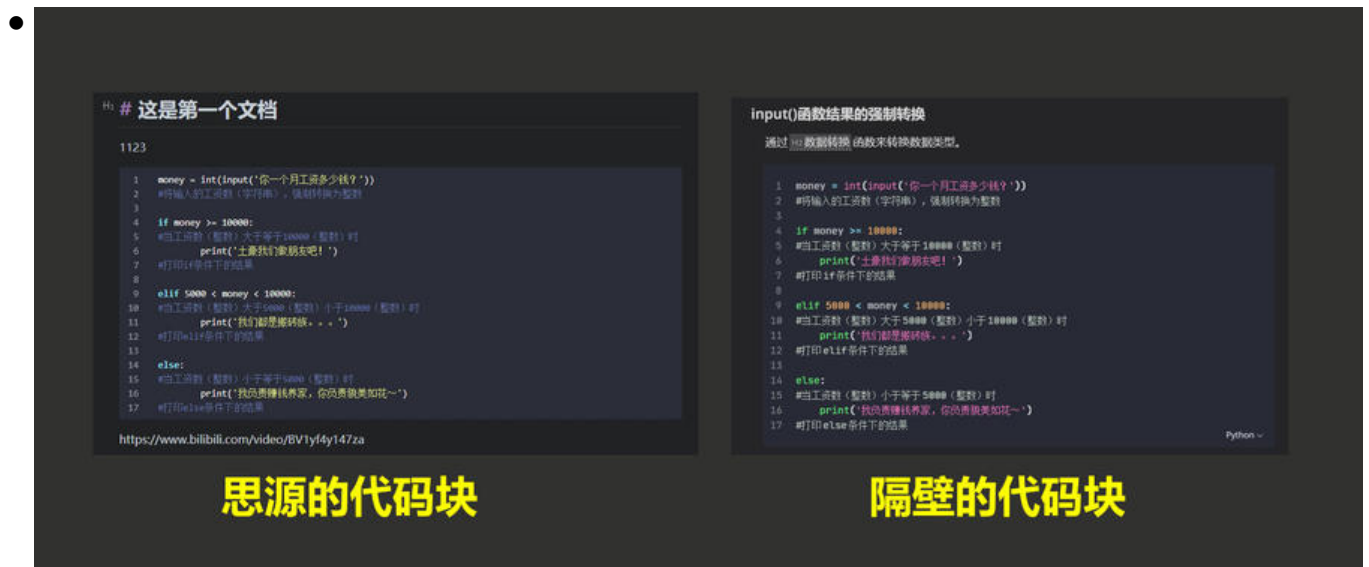 H1 # 这是第一个文档
1123
1 money = int(input('你一个月工资多少钱？'))
2 #将输入的工资数（字符串），强制转换为整数
3
4 if money >= 10000:
5 #当工资数（整数）大于等于10000（整数）时
6 print('土豪我们做朋友吧！')
7 #打印if条件下的结果
8
9 elif 5000 < money < 10000:
10 #当工资数（整数）大于5000（整数）小于10000（整数）时
11 print('我们都是搬砖族。。。')
12 #打印elif条件下的结果
13
14 else:
15 #当工资数（整数）小于等于5000（整数）时
16 print('我负责赚钱养家，你负责貌美如花～')
17 #打印else条件下的结果
https://www.bilibili.com/video/BV1yf4y147za
思源的代码块
input()函数结果的强制转换
通过 H2 数据转换 函数来转换数据类型。
1 money = int(input('你一个月工资多少钱？'))
2 #将输入的工资数（字符串），强制转换为整数
3
4 if money >= 10000:
5 #当工资数（整数）大于等于10000（整数）时
6 print('土豪我们做朋友吧！')
7 #打印if条件下的结果
8
9 elif 5000 < money < 10000:
10 #当工资数（整数）大于5000（整数）小于10000（整数）时
11 print('我们都是搬砖族。。。')
12 #打印elif条件下的结果
13
14 else:
15 #当工资数（整数）小于等于5000（整数）时
16 print('我负责赚钱养家，你负责貌美如花～')
17 #打印else条件下的结果
Python
隔壁的代码块